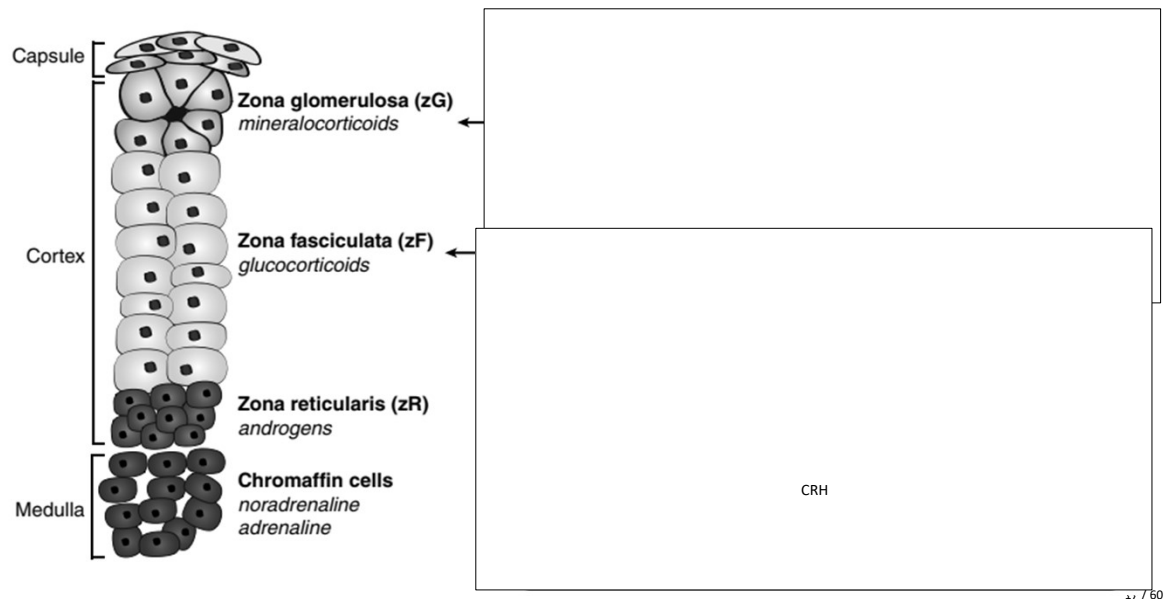 Capsule
Zona glomerulosa (zG)
mineralocorticoids
Cortex
Zona fasciculata (zF)
glucocorticoids
Zona reticularis (zR)
androgens
Medulla
Chromaffin cells
noradrenaline
adrenaline
CRH
/ 60